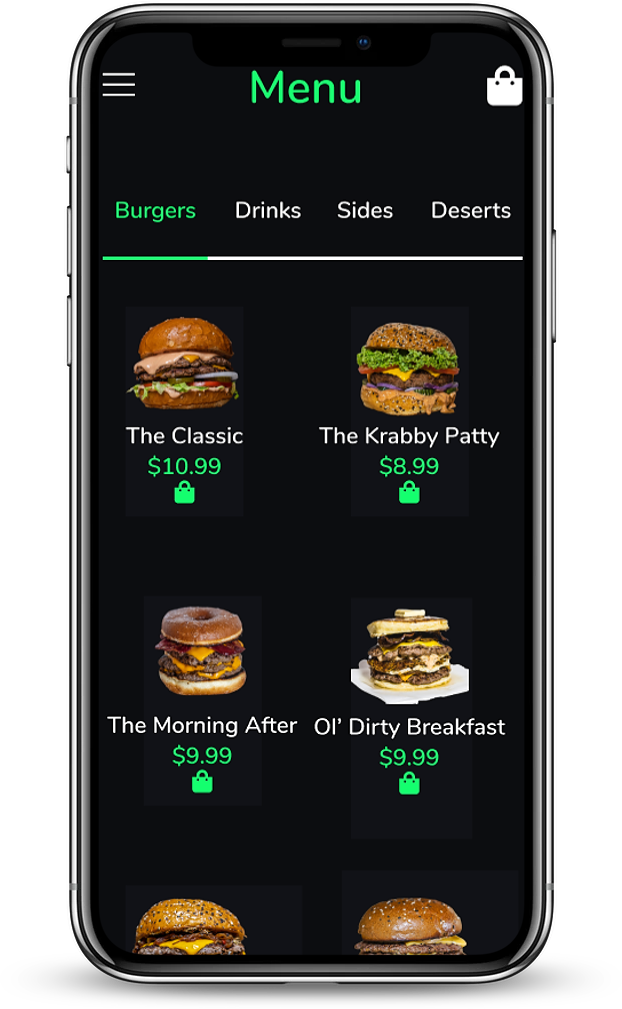 Menu
Burgers Drinks Sides Deserts
The Classic The Krabby Patty
$10.99 $8.99
The Morning After Ol’ Dirty Breakfast
$9.99 $9.99